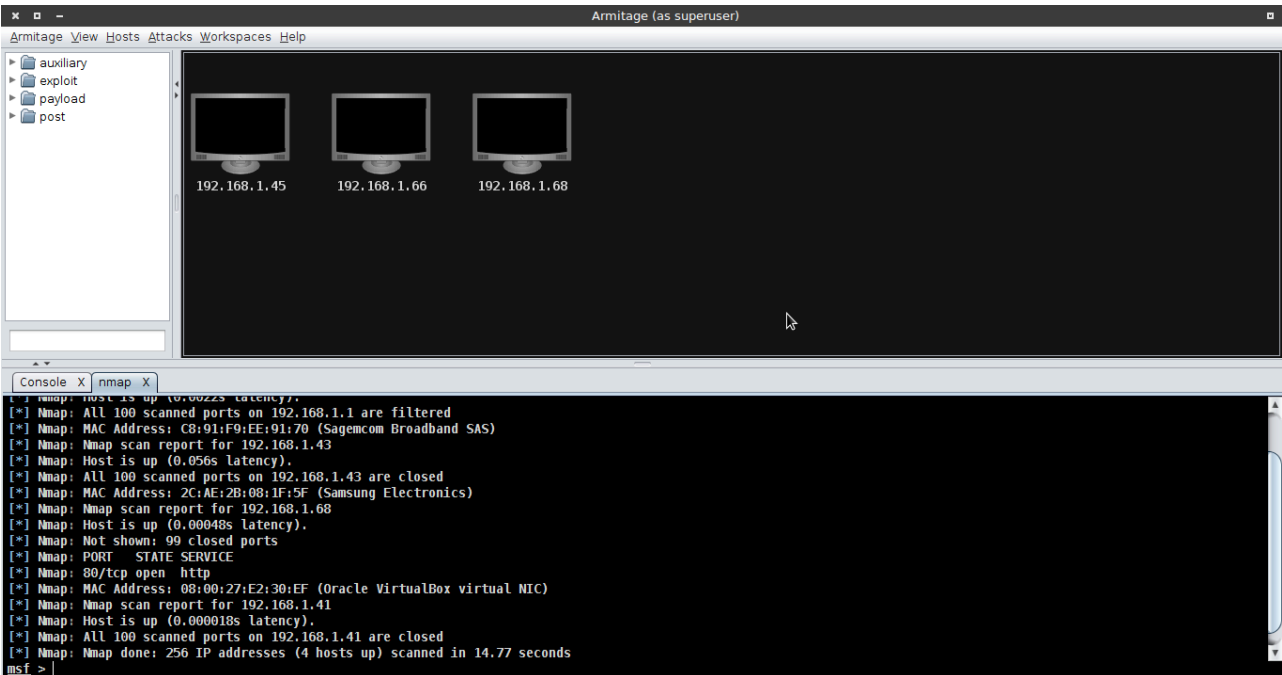 Armitage (as superuser)
Armitage View Hosts Attacks Workspaces Help
auxiliary
exploit
payload
post
192.168.1.45
192.168.1.66
192.168.1.68
Console X nmap X
[*] Nmap: Host is up (0.0022s latency).
[*] Nmap: All 100 scanned ports on 192.168.1.1 are filtered
[*] Nmap: MAC Address: C8:91:F9:EE:91:70 (Sagemcom Broadband SAS)
[*] Nmap: Nmap scan report for 192.168.1.43
[*] Nmap: Host is up (0.056s latency).
[*] Nmap: All 100 scanned ports on 192.168.1.43 are closed
[*] Nmap: MAC Address: 2C:AE:2B:08:1F:5F (Samsung Electronics)
[*] Nmap: Nmap scan report for 192.168.1.68
[*] Nmap: Host is up (0.00048s latency).
[*] Nmap: Not shown: 99 closed ports
[*] Nmap: PORT   STATE SERVICE
[*] Nmap: 80/tcp open  http
[*] Nmap: MAC Address: 08:00:27:E2:30:EF (Oracle VirtualBox virtual NIC)
[*] Nmap: Nmap scan report for 192.168.1.41
[*] Nmap: Host is up (0.000018s latency).
[*] Nmap: All 100 scanned ports on 192.168.1.41 are closed
[*] Nmap: Nmap done: 256 IP addresses (4 hosts up) scanned in 14.77 seconds
msf >